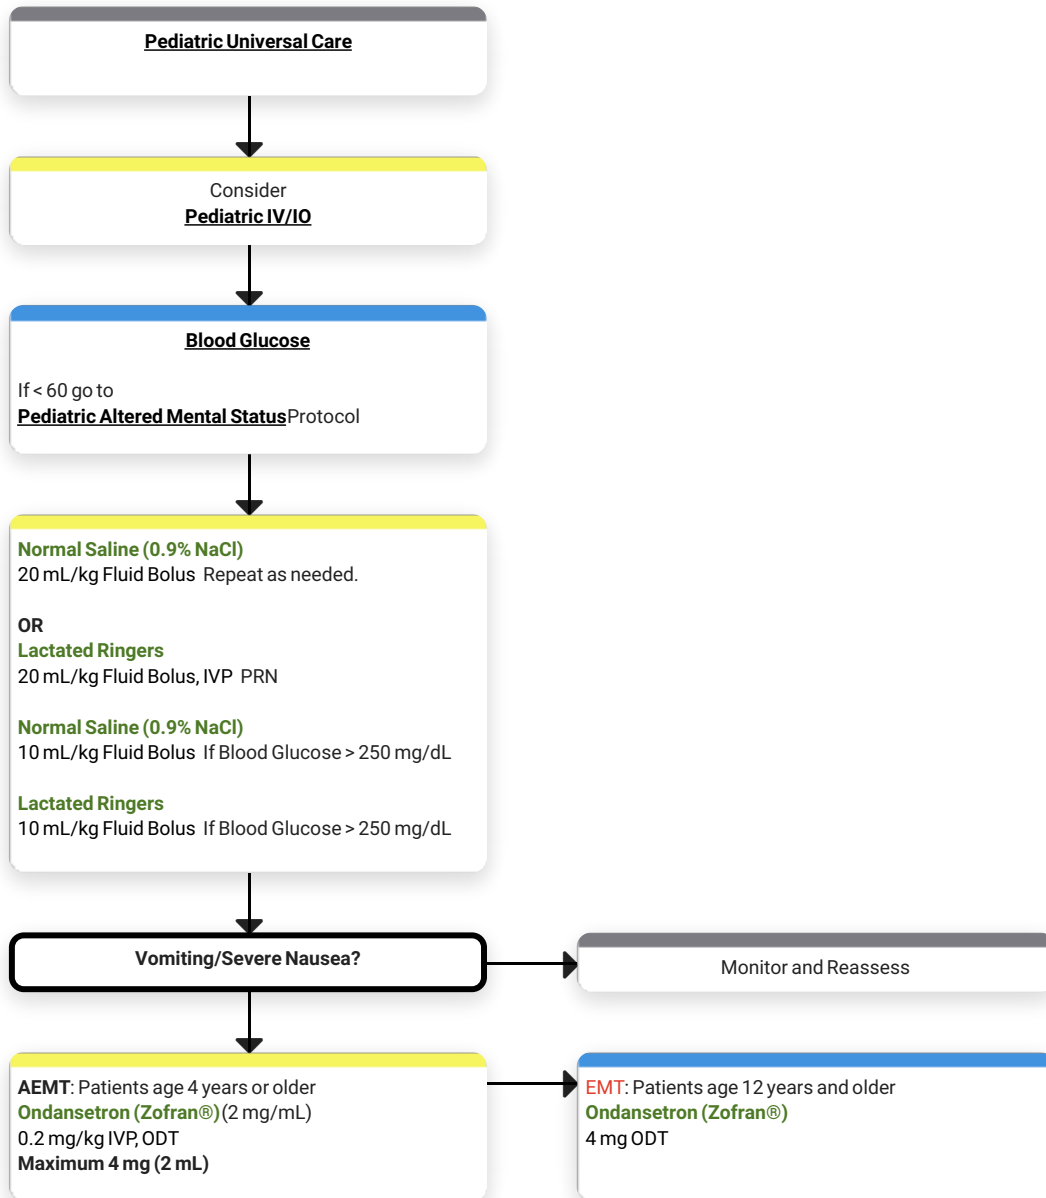 Pediatric Universal Care
Consider
Pediatric IV/IO
Blood Glucose
If < 60 go to
Pediatric Altered Mental Status Protocol
Normal Saline (0.9% NaCl)
20 mL/kg Fluid Bolus Repeat as needed.
OR
Lactated Ringers
20 mL/kg Fluid Bolus, IVP PRN
Normal Saline (0.9% NaCl)
10 mL/kg Fluid Bolus If Blood Glucose > 250 mg/dL
Lactated Ringers
10 mL/kg Fluid Bolus If Blood Glucose > 250 mg/dL
Vomiting/Severe Nausea?
Monitor and Reassess
AEMT: Patients age 4 years or older
Ondansetron (Zofran®) (2 mg/mL)
0.2 mg/kg IVP, ODT
Maximum 4 mg (2 mL)
EMT: Patients age 12 years and older
Ondansetron (Zofran®)
4 mg ODT